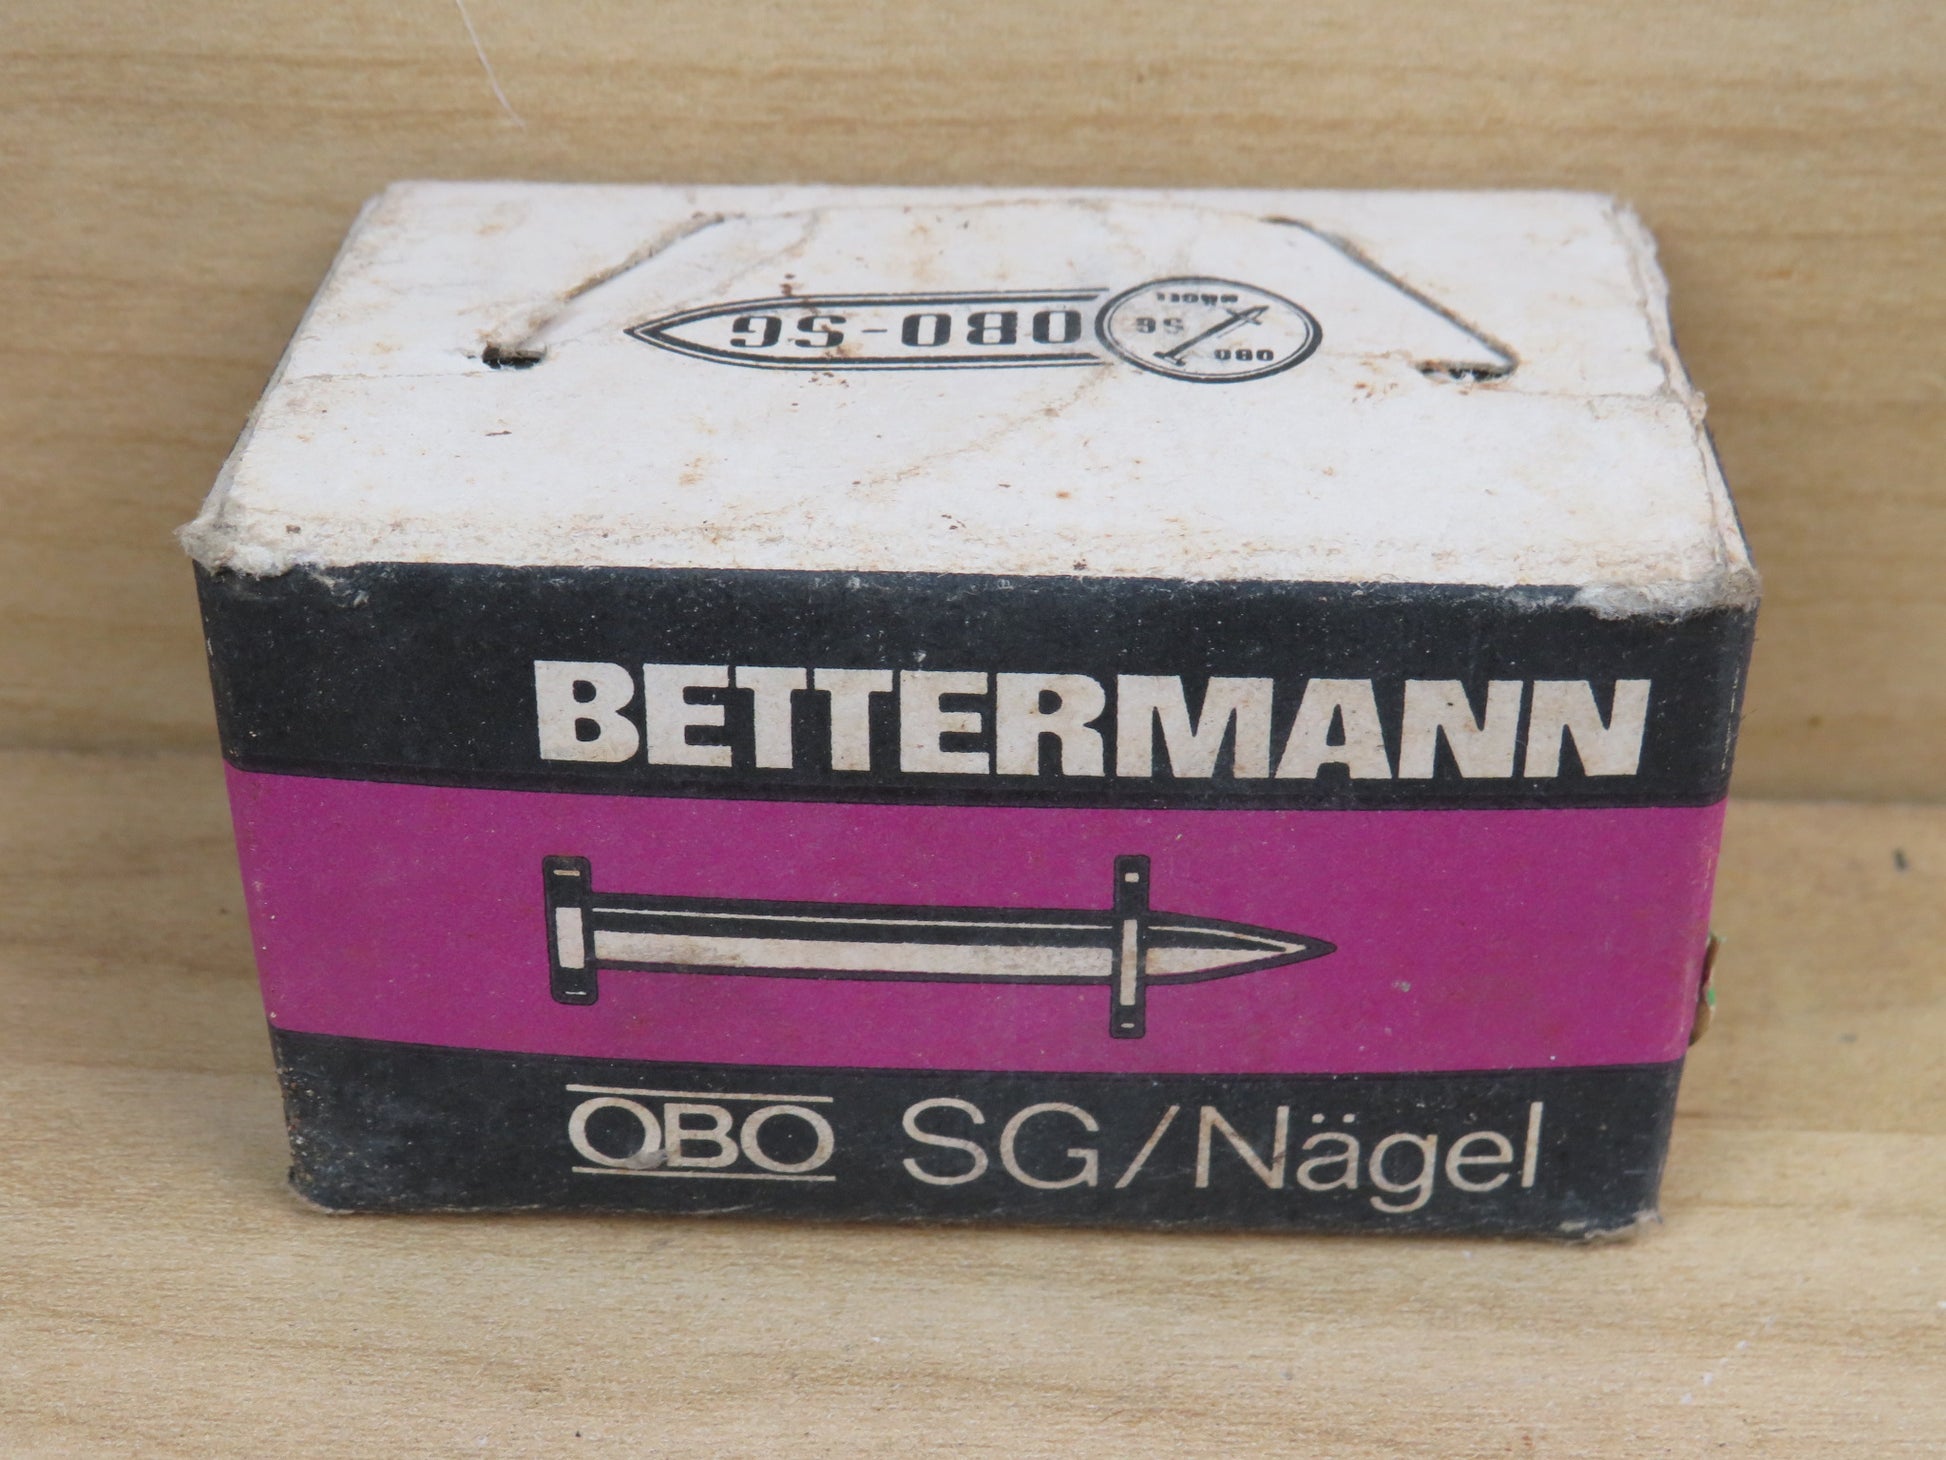 OBO-SG
OBO
SG
NÄGEL
BETTERMANN
OBO SG/Nägel